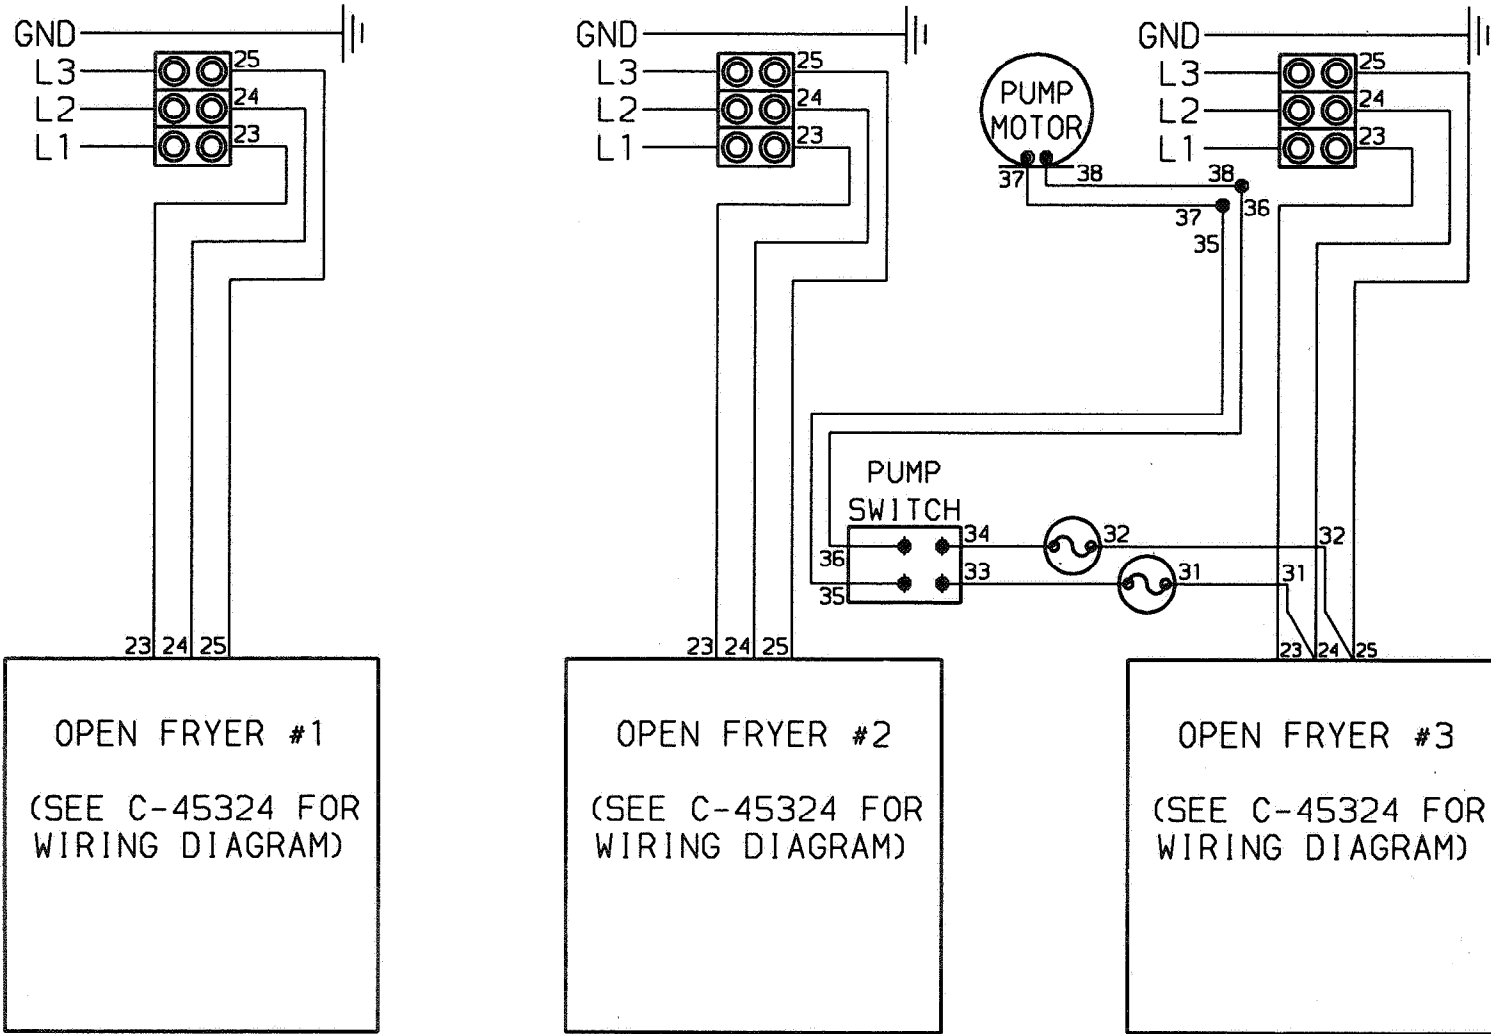 GND
25
L3
24
L2
23
L1
GND
25
L3
24
L2
23
L1
PUMP
MOTOR
37
38
38
36
37
35
GND
25
L3
24
L2
23
L1
PUMP
SWITCH
34
32
32
36
33
31
31
35
23 24 25
23 24 25
23 24 25
OPEN FRYER #1
(SEE C-45324 FOR
WIRING DIAGRAM)
OPEN FRYER #2
(SEE C-45324 FOR
WIRING DIAGRAM)
OPEN FRYER #3
(SEE C-45324 FOR
WIRING DIAGRAM)